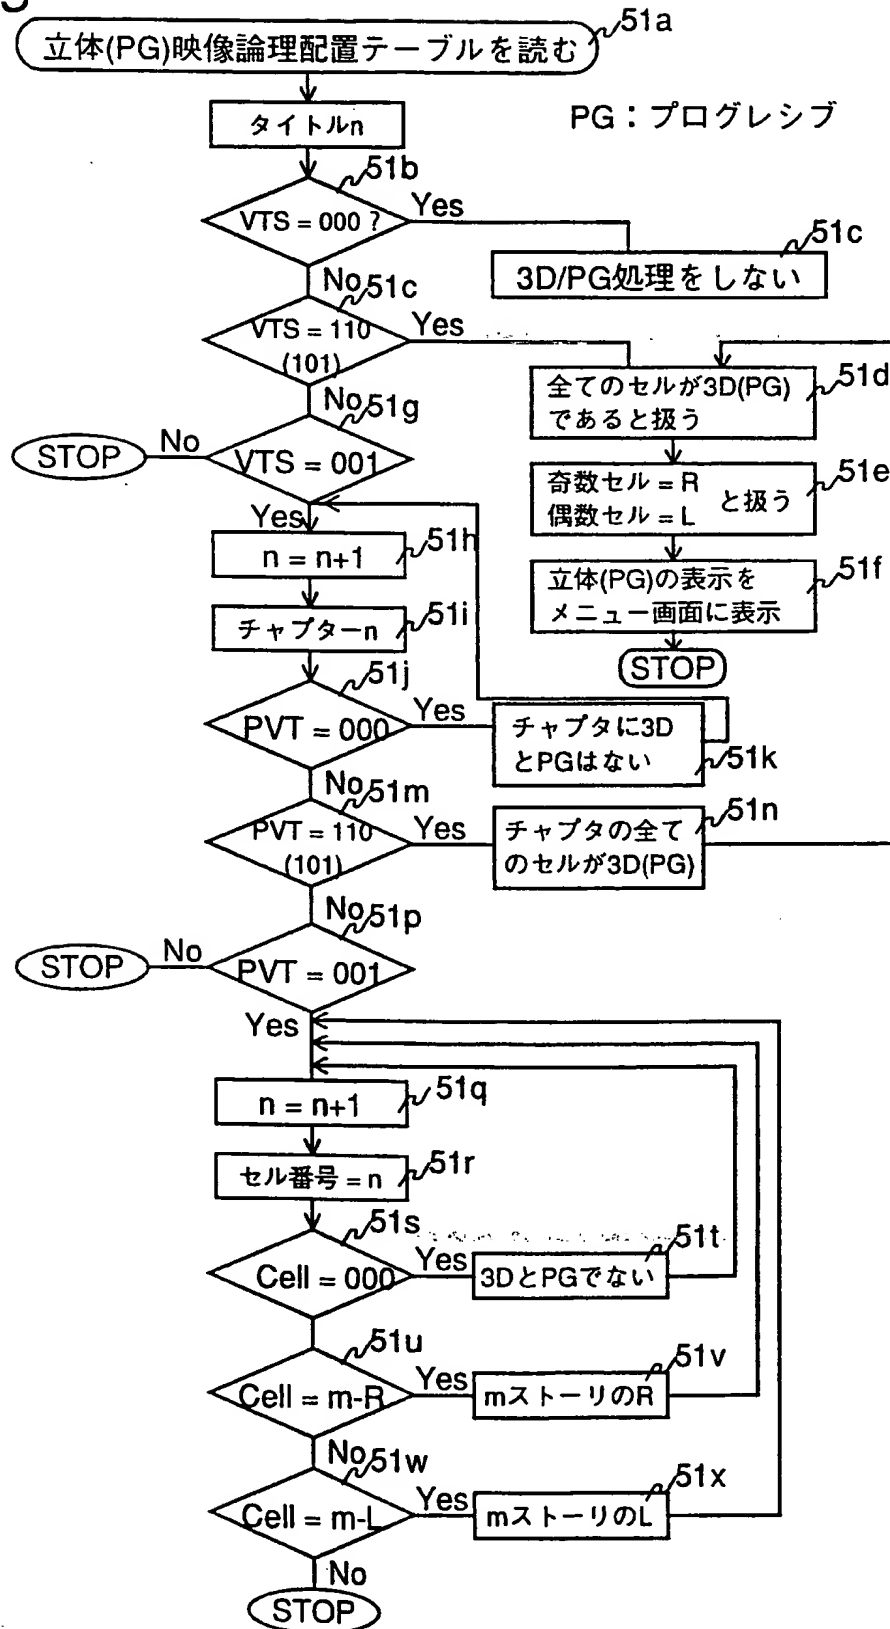 立体(PG)映像論理配置テーブルを読む
51a
タイトルn
PG：プログレシブ
51b
VTS = 000 ?
Yes
51c
3D/PG処理をしない
No
51c
VTS = 110
(101)
Yes
51d
全てのセルが3D(PG)
であると扱う
No
51g
VTS = 001
No
STOP
51e
奇数セル = R
偶数セル = L
と扱う
Yes
51h
n = n+1
51f
立体(PG)の表示を
メニュー画面に表示
STOP
51i
チャプターn
51j
PVT = 000
Yes
チャプタに3D
とPGはない
51k
No
51m
PVT = 110
(101)
Yes
51n
チャプタの全て
のセルが3D(PG)
No
51p
PVT = 001
No
STOP
Yes
51q
n = n+1
51r
セル番号 = n
51s
Cell = 000
Yes
51t
3DとPGでない
51u
Cell = m-R
Yes
51v
mストーリのR
No
51w
Cell = m-L
Yes
51x
mストーリのL
No
STOP